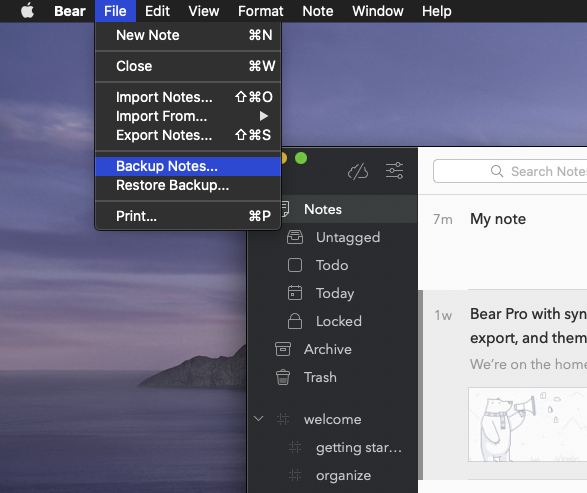 Bear File Edit View Format Note Window Help
New Note ⌘N
Close ⌘W
Import Notes... ⇧⌘O
Import From... ▶
Export Notes... ⇧⌘S
Backup Notes...
Restore Backup...
Print... ⌘P
Search Notes
Notes
Untagged
Todo
Today
Locked
Archive
Trash
welcome
getting star...
organize
7m My note
1w Bear Pro with syn
export, and them
We're on the home